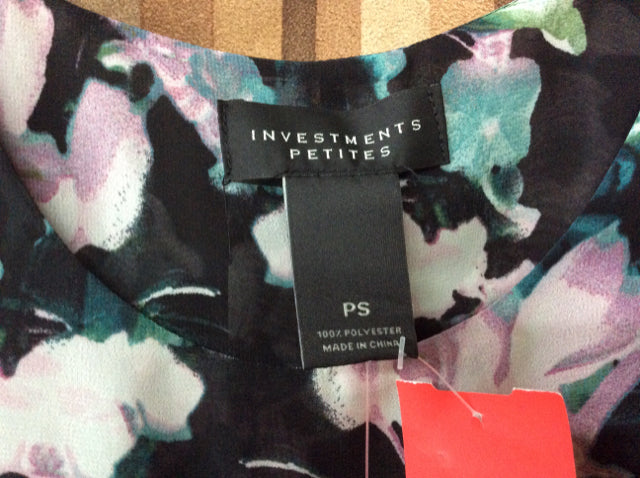 INVESTMENTS
PETITES
PS
100% POLYESTER
MADE IN CHINA